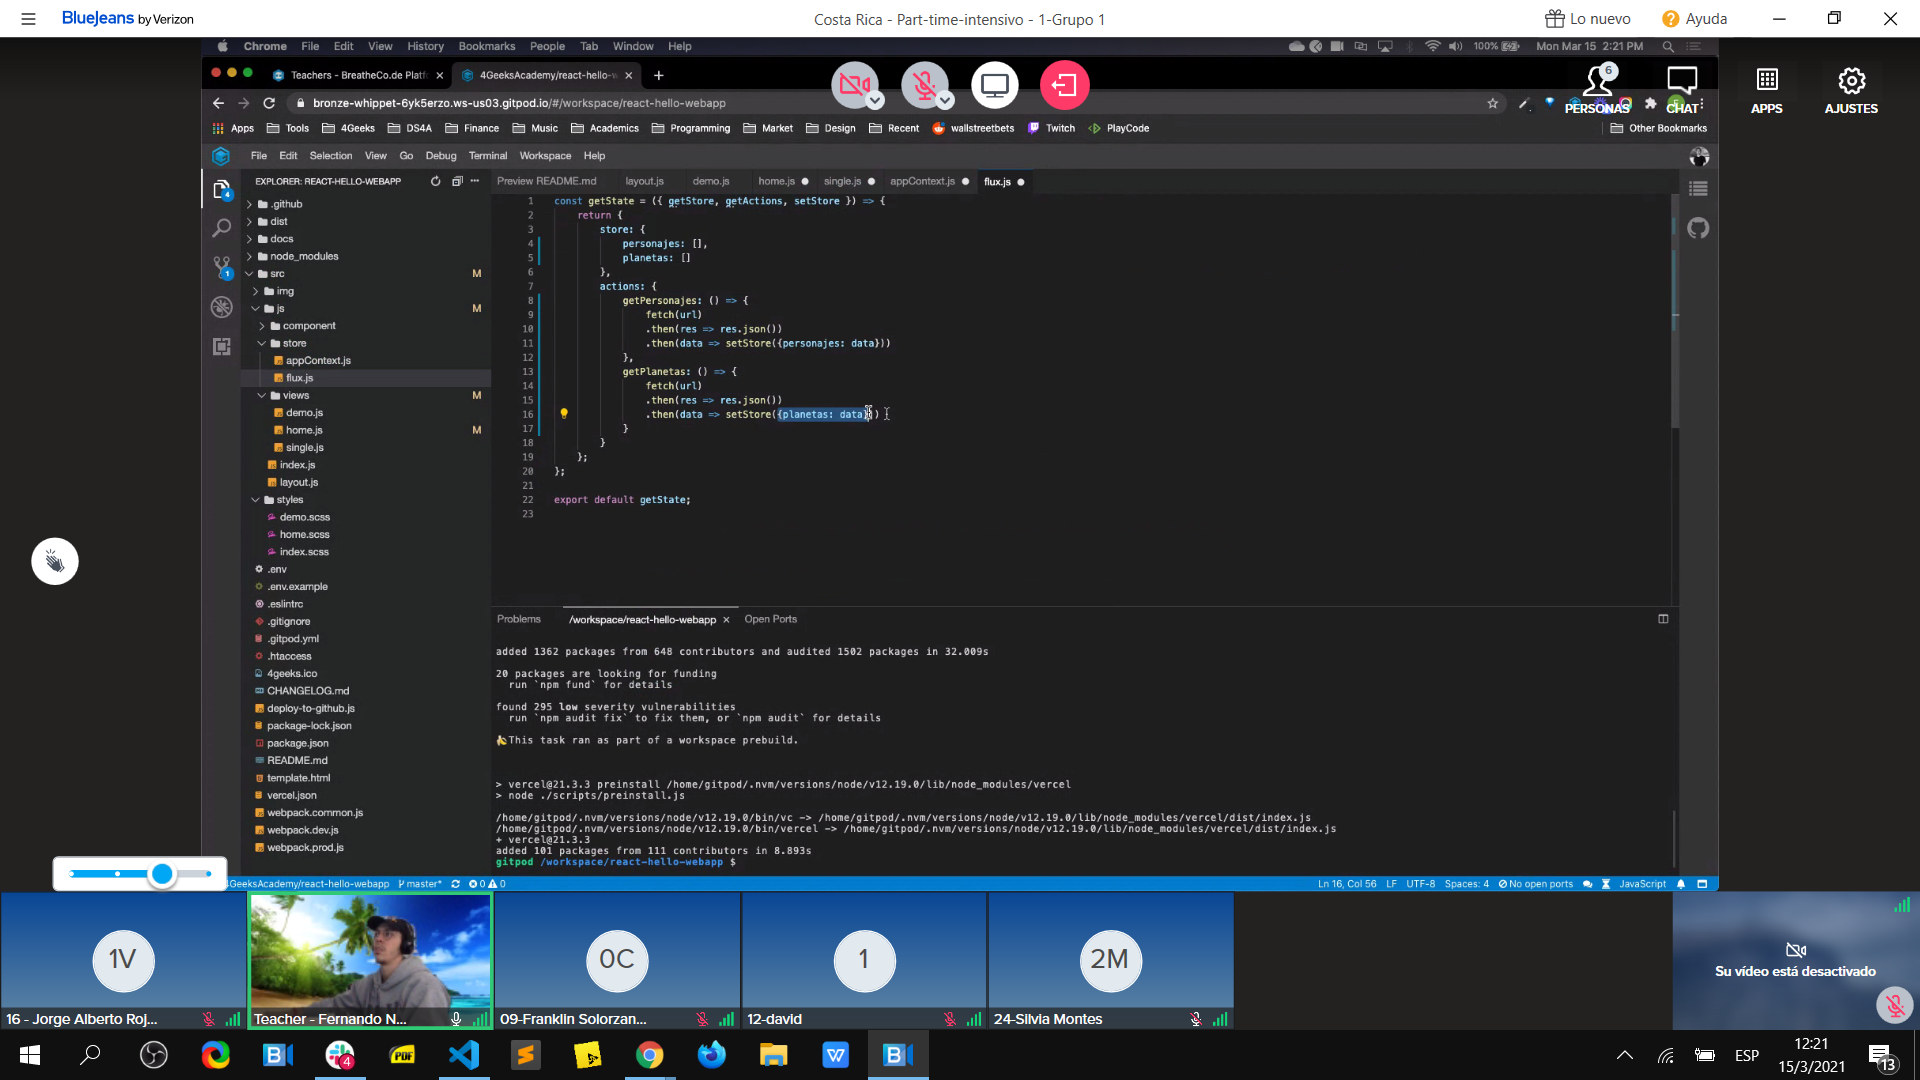 BlueJeans by Verizon
Costa Rica - Part-time-intensivo - 1-Grupo 1
Lo nuevo
Ayuda
Chrome File Edit View History Bookmarks People Tab Window Help
100%
Mon Mar 15 2:21 PM
Teachers - BreatheCo.de Platf
4GeeksAcademy/react-hello-w
6
PERSONAS
CHAT
APPS
AJUSTES
bronze-whippet-6yk5erzo.ws-us03.gitpod.io/#/workspace/react-hello-webapp
Apps Tools 4Geeks DS4A Finance Music Academics Programming Market Design Recent wallstreetbets Twitch PlayCode
Other Bookmarks
File Edit Selection View Go Debug Terminal Workspace Help
EXPLORER: REACT-HELLO-WEBAPP
Preview README.md layout.js demo.js home.js single.js appContext.js flux.js
4
1
.github
dist
docs
node_modules
src M
img
js M
component
store
appContext.js
flux.js
views M
demo.js
home.js M
single.js
index.js
layout.js
styles
demo.scss
home.scss
index.scss
.env
.env.example
.eslintrc
.gitignore
.gitpod.yml
.htaccess
4geeks.ico
CHANGELOG.md
deploy-to-github.js
package-lock.json
package.json
README.md
template.html
vercel.json
webpack.common.js
webpack.dev.js
webpack.prod.js
1 const getState = ({ getStore, getActions, setStore }) => {
2 return {
3 store: {
4 personajes: [],
5 planetas: []
6 },
7 actions: {
8 getPersonajes: () => {
9 fetch(url)
10 .then(res => res.json())
11 .then(data => setStore({personajes: data}))
12 },
13 getPlanetas: () => {
14 fetch(url)
15 .then(res => res.json())
16 .then(data => setStore({planetas: data}))
17 }
18 }
19 };
20 };
21
22 export default getState;
23
Problems /workspace/react-hello-webapp Open Ports
added 1362 packages from 648 contributors and audited 1502 packages in 32.009s
20 packages are looking for funding
run `npm fund` for details
found 295 low severity vulnerabilities
run `npm audit fix` to fix them, or `npm audit` for details
🍌This task ran as part of a workspace prebuild.
> vercel@21.3.3 preinstall /home/gitpod/.nvm/versions/node/v12.19.0/lib/node_modules/vercel
> node ./scripts/preinstall.js
/home/gitpod/.nvm/versions/node/v12.19.0/bin/vc -> /home/gitpod/.nvm/versions/node/v12.19.0/lib/node_modules/vercel/dist/index.js
/home/gitpod/.nvm/versions/node/v12.19.0/bin/vercel -> /home/gitpod/.nvm/versions/node/v12.19.0/lib/node_modules/vercel/dist/index.js
+ vercel@21.3.3
added 101 packages from 111 contributors in 8.893s
gitpod /workspace/react-hello-webapp $
4GeeksAcademy/react-hello-webapp master* 0 0
Ln 16, Col 56 LF UTF-8 Spaces: 4 No open ports JavaScript
1V
0C
1
2M
16 - Jorge Alberto Roj...
Teacher - Fernando N...
09-Franklin Solorzan...
12-david
24-Silvia Montes
Su vídeo está desactivado
4
PDF
ESP
12:21
15/3/2021
13